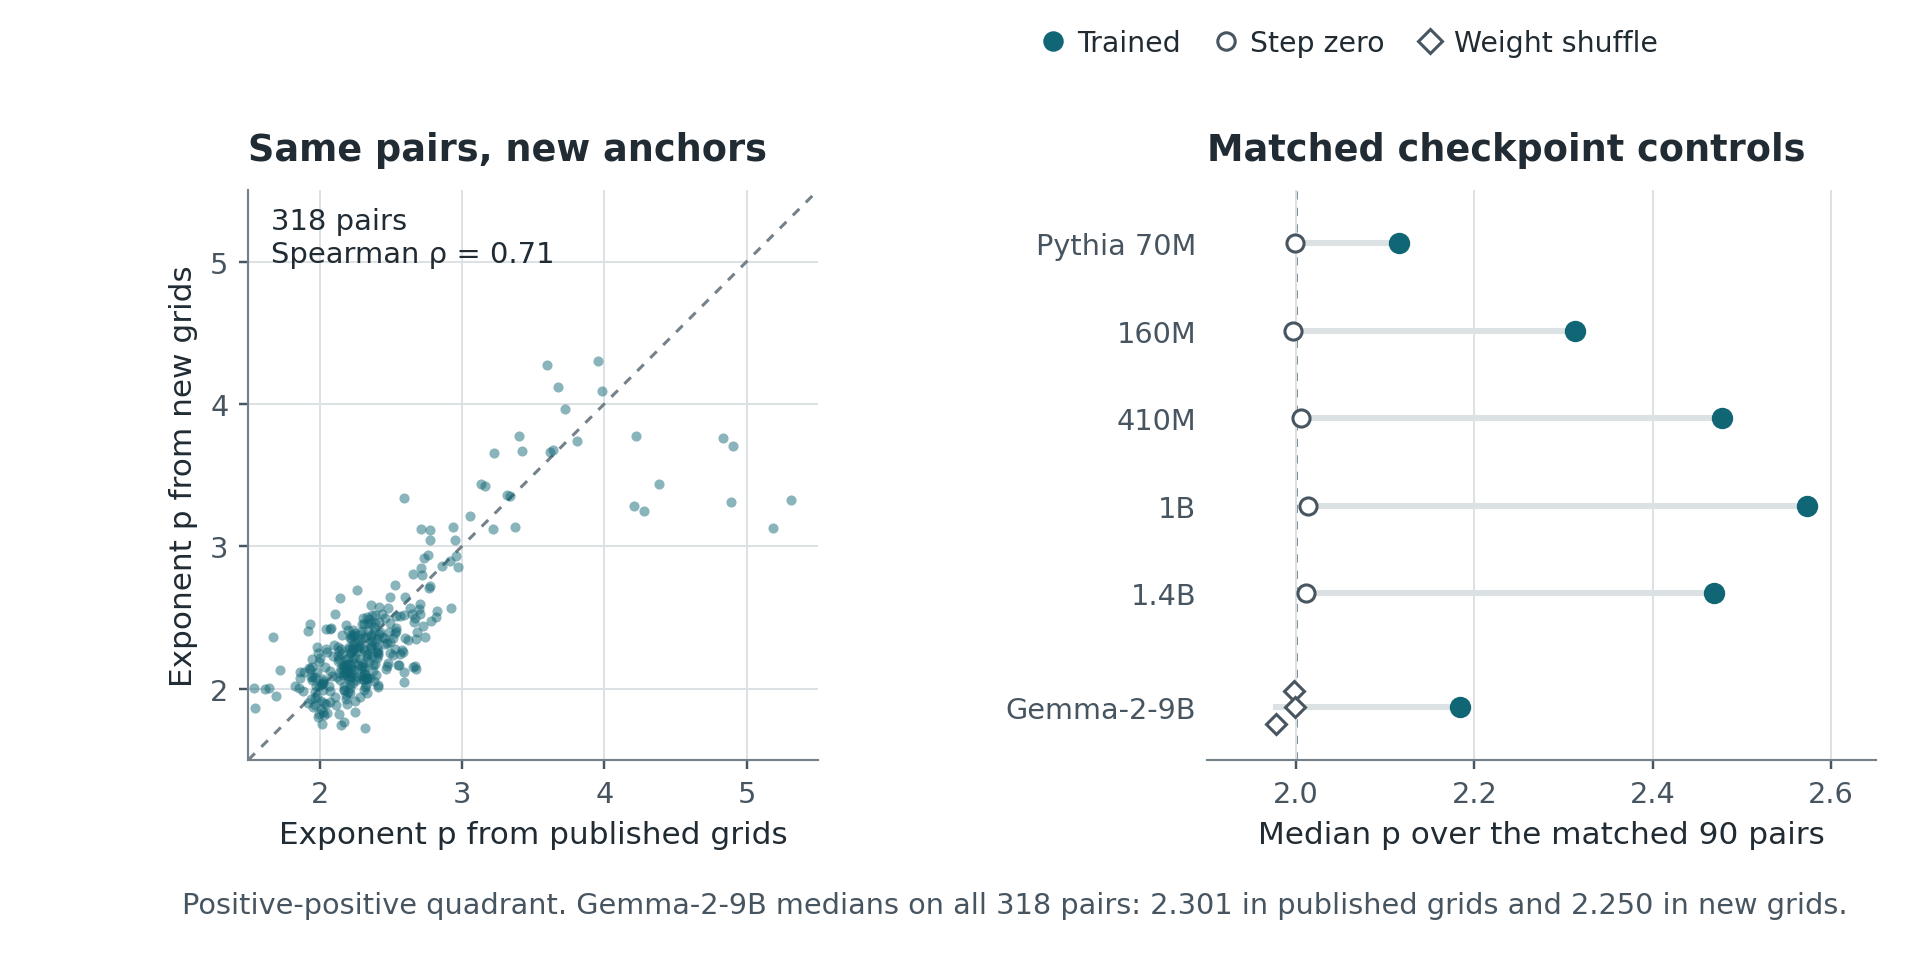 Trained
Step zero
Weight shuffle
Same pairs, new anchors
318 pairs
Spearman ρ = 0.71
Exponent p from new grids
5
4
3
2
2
3
4
5
Exponent p from published grids
Matched checkpoint controls
Pythia 70M
160M
410M
1B
1.4B
Gemma-2-9B
2.0
2.2
2.4
2.6
Median p over the matched 90 pairs
Positive-positive quadrant. Gemma-2-9B medians on all 318 pairs: 2.301 in published grids and 2.250 in new grids.